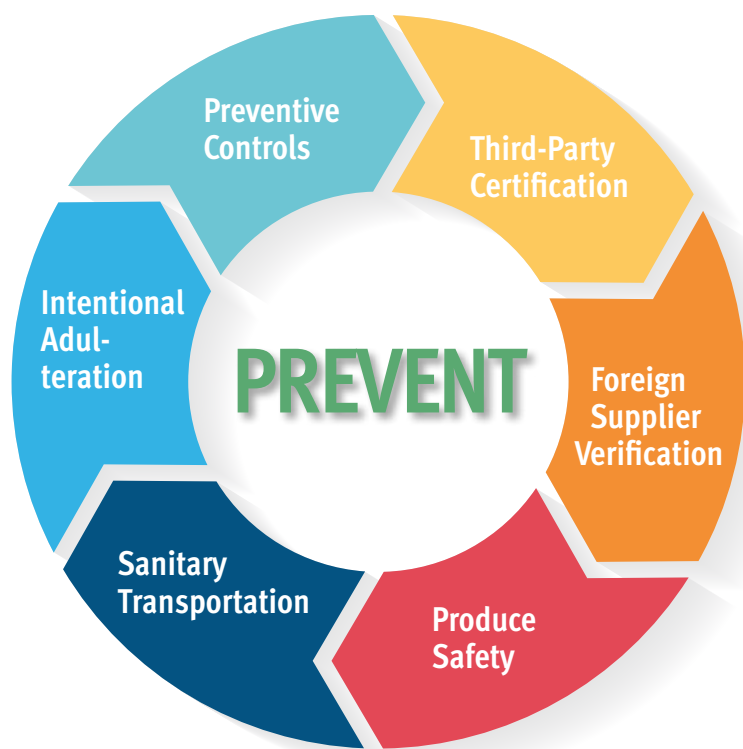 Preventive
Controls
Third-Party
Certification
Foreign
Supplier
Verification
Produce
Safety
Sanitary
Transportation
Intentional
Adul-
teration
PREVENT